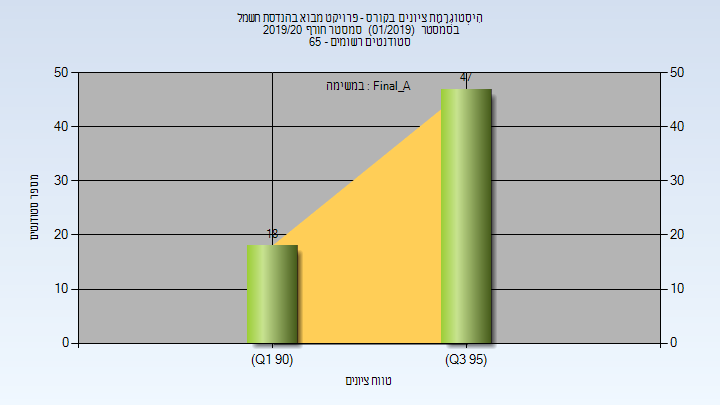 הִיסְטוֹגְרָמַת ציונים בקורס - פרויקט מבוא בהנדסת חשמל
בסמסטר (01/2019) סמסטר חורף 2019/20
סטודנטים רשומים - 65
במשימה : Final_A
50
40
30
20
10
0
50
40
30
20
10
0
18
47
מספר סטודנטים
(Q1 90)
(Q3 95)
טווח ציונים